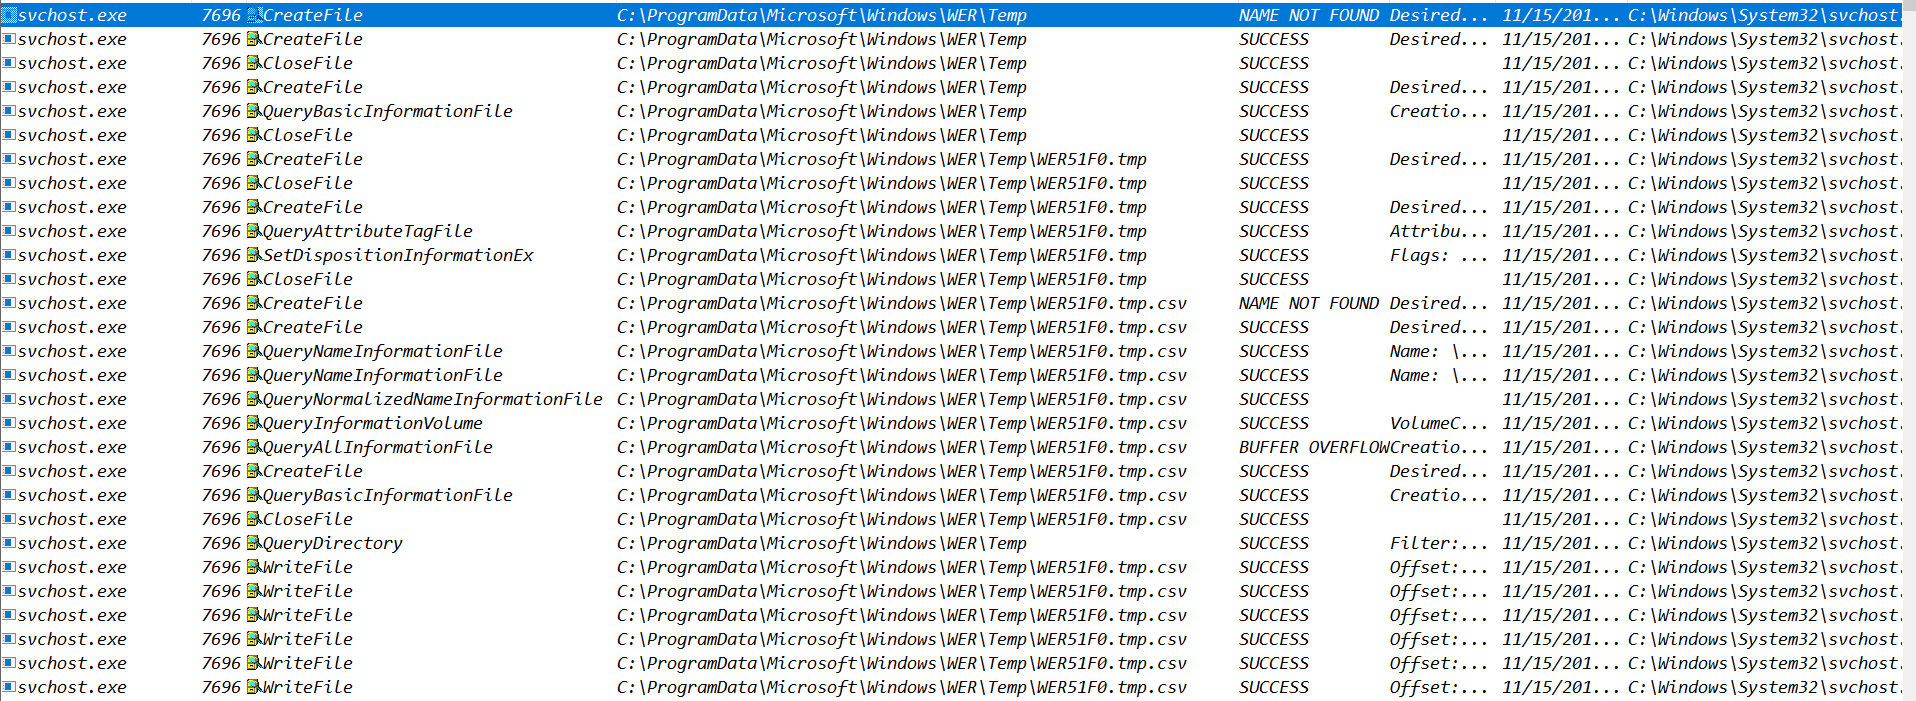 svchost.exe 7696 CreateFile C:\ProgramData\Microsoft\Windows\WER\Temp NAME NOT FOUND Desired... 11/15/201... C:\Windows\System32\svchost.
svchost.exe 7696 CreateFile C:\ProgramData\Microsoft\Windows\WER\Temp SUCCESS Desired... 11/15/201... C:\Windows\System32\svchost.
svchost.exe 7696 CloseFile C:\ProgramData\Microsoft\Windows\WER\Temp SUCCESS 11/15/201... C:\Windows\System32\svchost.
svchost.exe 7696 CreateFile C:\ProgramData\Microsoft\Windows\WER\Temp SUCCESS Desired... 11/15/201... C:\Windows\System32\svchost.
svchost.exe 7696 QueryBasicInformationFile C:\ProgramData\Microsoft\Windows\WER\Temp SUCCESS Creatio... 11/15/201... C:\Windows\System32\svchost.
svchost.exe 7696 CloseFile C:\ProgramData\Microsoft\Windows\WER\Temp SUCCESS 11/15/201... C:\Windows\System32\svchost.
svchost.exe 7696 CreateFile C:\ProgramData\Microsoft\Windows\WER\Temp\WER51F0.tmp SUCCESS Desired... 11/15/201... C:\Windows\System32\svchost.
svchost.exe 7696 CloseFile C:\ProgramData\Microsoft\Windows\WER\Temp\WER51F0.tmp SUCCESS 11/15/201... C:\Windows\System32\svchost.
svchost.exe 7696 CreateFile C:\ProgramData\Microsoft\Windows\WER\Temp\WER51F0.tmp SUCCESS Desired... 11/15/201... C:\Windows\System32\svchost.
svchost.exe 7696 QueryAttributeTagFile C:\ProgramData\Microsoft\Windows\WER\Temp\WER51F0.tmp SUCCESS Attribu... 11/15/201... C:\Windows\System32\svchost.
svchost.exe 7696 SetDispositionInformationEx C:\ProgramData\Microsoft\Windows\WER\Temp\WER51F0.tmp SUCCESS Flags: ... 11/15/201... C:\Windows\System32\svchost.
svchost.exe 7696 CloseFile C:\ProgramData\Microsoft\Windows\WER\Temp\WER51F0.tmp SUCCESS 11/15/201... C:\Windows\System32\svchost.
svchost.exe 7696 CreateFile C:\ProgramData\Microsoft\Windows\WER\Temp\WER51F0.tmp.csv NAME NOT FOUND Desired... 11/15/201... C:\Windows\System32\svchost.
svchost.exe 7696 CreateFile C:\ProgramData\Microsoft\Windows\WER\Temp\WER51F0.tmp.csv SUCCESS Desired... 11/15/201... C:\Windows\System32\svchost.
svchost.exe 7696 QueryNameInformationFile C:\ProgramData\Microsoft\Windows\WER\Temp\WER51F0.tmp.csv SUCCESS Name: \... 11/15/201... C:\Windows\System32\svchost.
svchost.exe 7696 QueryNameInformationFile C:\ProgramData\Microsoft\Windows\WER\Temp\WER51F0.tmp.csv SUCCESS Name: \... 11/15/201... C:\Windows\System32\svchost.
svchost.exe 7696 QueryNormalizedNameInformationFile C:\ProgramData\Microsoft\Windows\WER\Temp\WER51F0.tmp.csv SUCCESS 11/15/201... C:\Windows\System32\svchost.
svchost.exe 7696 QueryInformationVolume C:\ProgramData\Microsoft\Windows\WER\Temp\WER51F0.tmp.csv SUCCESS VolumeC... 11/15/201... C:\Windows\System32\svchost.
svchost.exe 7696 QueryAllInformationFile C:\ProgramData\Microsoft\Windows\WER\Temp\WER51F0.tmp.csv BUFFER OVERFLOW Creatio... 11/15/201... C:\Windows\System32\svchost.
svchost.exe 7696 CreateFile C:\ProgramData\Microsoft\Windows\WER\Temp\WER51F0.tmp.csv SUCCESS Desired... 11/15/201... C:\Windows\System32\svchost.
svchost.exe 7696 QueryBasicInformationFile C:\ProgramData\Microsoft\Windows\WER\Temp\WER51F0.tmp.csv SUCCESS Creatio... 11/15/201... C:\Windows\System32\svchost.
svchost.exe 7696 CloseFile C:\ProgramData\Microsoft\Windows\WER\Temp\WER51F0.tmp.csv SUCCESS 11/15/201... C:\Windows\System32\svchost.
svchost.exe 7696 QueryDirectory C:\ProgramData\Microsoft\Windows\WER\Temp SUCCESS Filter:... 11/15/201... C:\Windows\System32\svchost.
svchost.exe 7696 WriteFile C:\ProgramData\Microsoft\Windows\WER\Temp\WER51F0.tmp.csv SUCCESS Offset:... 11/15/201... C:\Windows\System32\svchost.
svchost.exe 7696 WriteFile C:\ProgramData\Microsoft\Windows\WER\Temp\WER51F0.tmp.csv SUCCESS Offset:... 11/15/201... C:\Windows\System32\svchost.
svchost.exe 7696 WriteFile C:\ProgramData\Microsoft\Windows\WER\Temp\WER51F0.tmp.csv SUCCESS Offset:... 11/15/201... C:\Windows\System32\svchost.
svchost.exe 7696 WriteFile C:\ProgramData\Microsoft\Windows\WER\Temp\WER51F0.tmp.csv SUCCESS Offset:... 11/15/201... C:\Windows\System32\svchost.
svchost.exe 7696 WriteFile C:\ProgramData\Microsoft\Windows\WER\Temp\WER51F0.tmp.csv SUCCESS Offset:... 11/15/201... C:\Windows\System32\svchost.
svchost.exe 7696 WriteFile C:\ProgramData\Microsoft\Windows\WER\Temp\WER51F0.tmp.csv SUCCESS Offset:... 11/15/201... C:\Windows\System32\svchost.